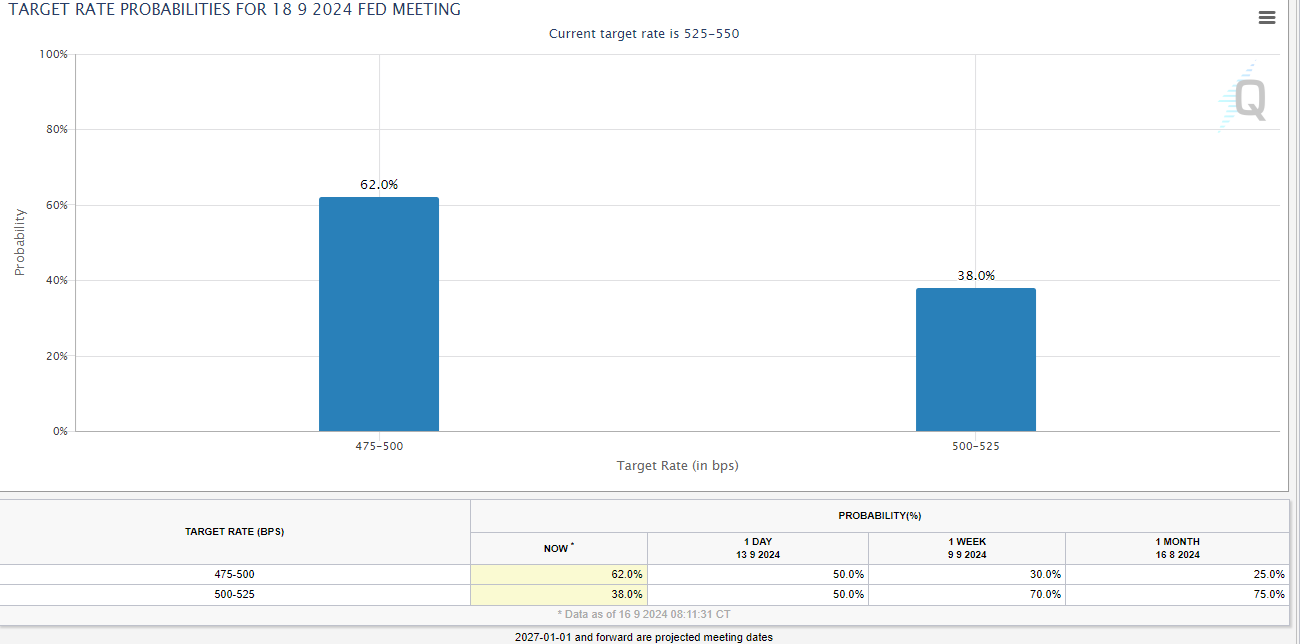 TARGET RATE PROBABILITIES FOR 18 9 2024 FED MEETING
Current target rate is 525–550
100%
80%
60%
40%
20%
0%
Probability
62.0%
38.0%
475–500
500–525
Target Rate (in bps)
Q
TARGET RATE (BPS)
PROBABILITY(%)
NOW *
1 DAY
13 9 2024
1 WEEK
9 9 2024
1 MONTH
16 8 2024
475-500 62.0% 50.0% 30.0% 25.0%
500-525 38.0% 50.0% 70.0% 75.0%
* Data as of 16 9 2024 08:11:31 CT
2027-01-01 and forward are projected meeting dates